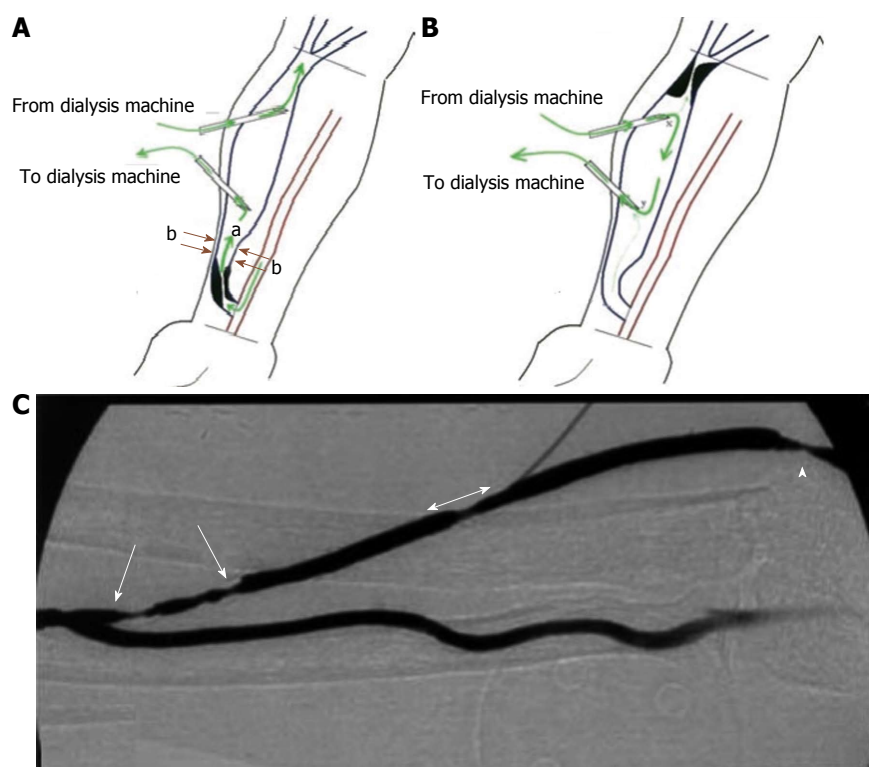 A
From dialysis machine
To dialysis machine
b
a
b
B
From dialysis machine
To dialysis machine
x
y
C